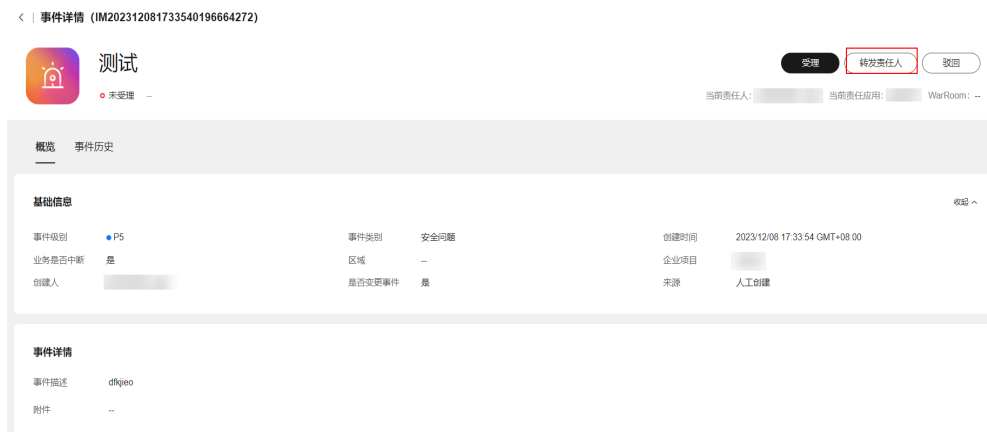 事件详情（IM202312081733540196664272）
测试
受理 转发责任人 驳回
未受理 --
当前责任人: 当前责任应用: WarRoom: --
概览 事件历史
基础信息 收起
事件级别 P5 事件类别 安全问题 创建时间 2023/12/08 17:33:54 GMT+08:00
业务是否中断 是 区域 -- 企业项目
创建人 是否变更事件 是 来源 人工创建
事件详情
事件描述 dfkjieo
附件 --